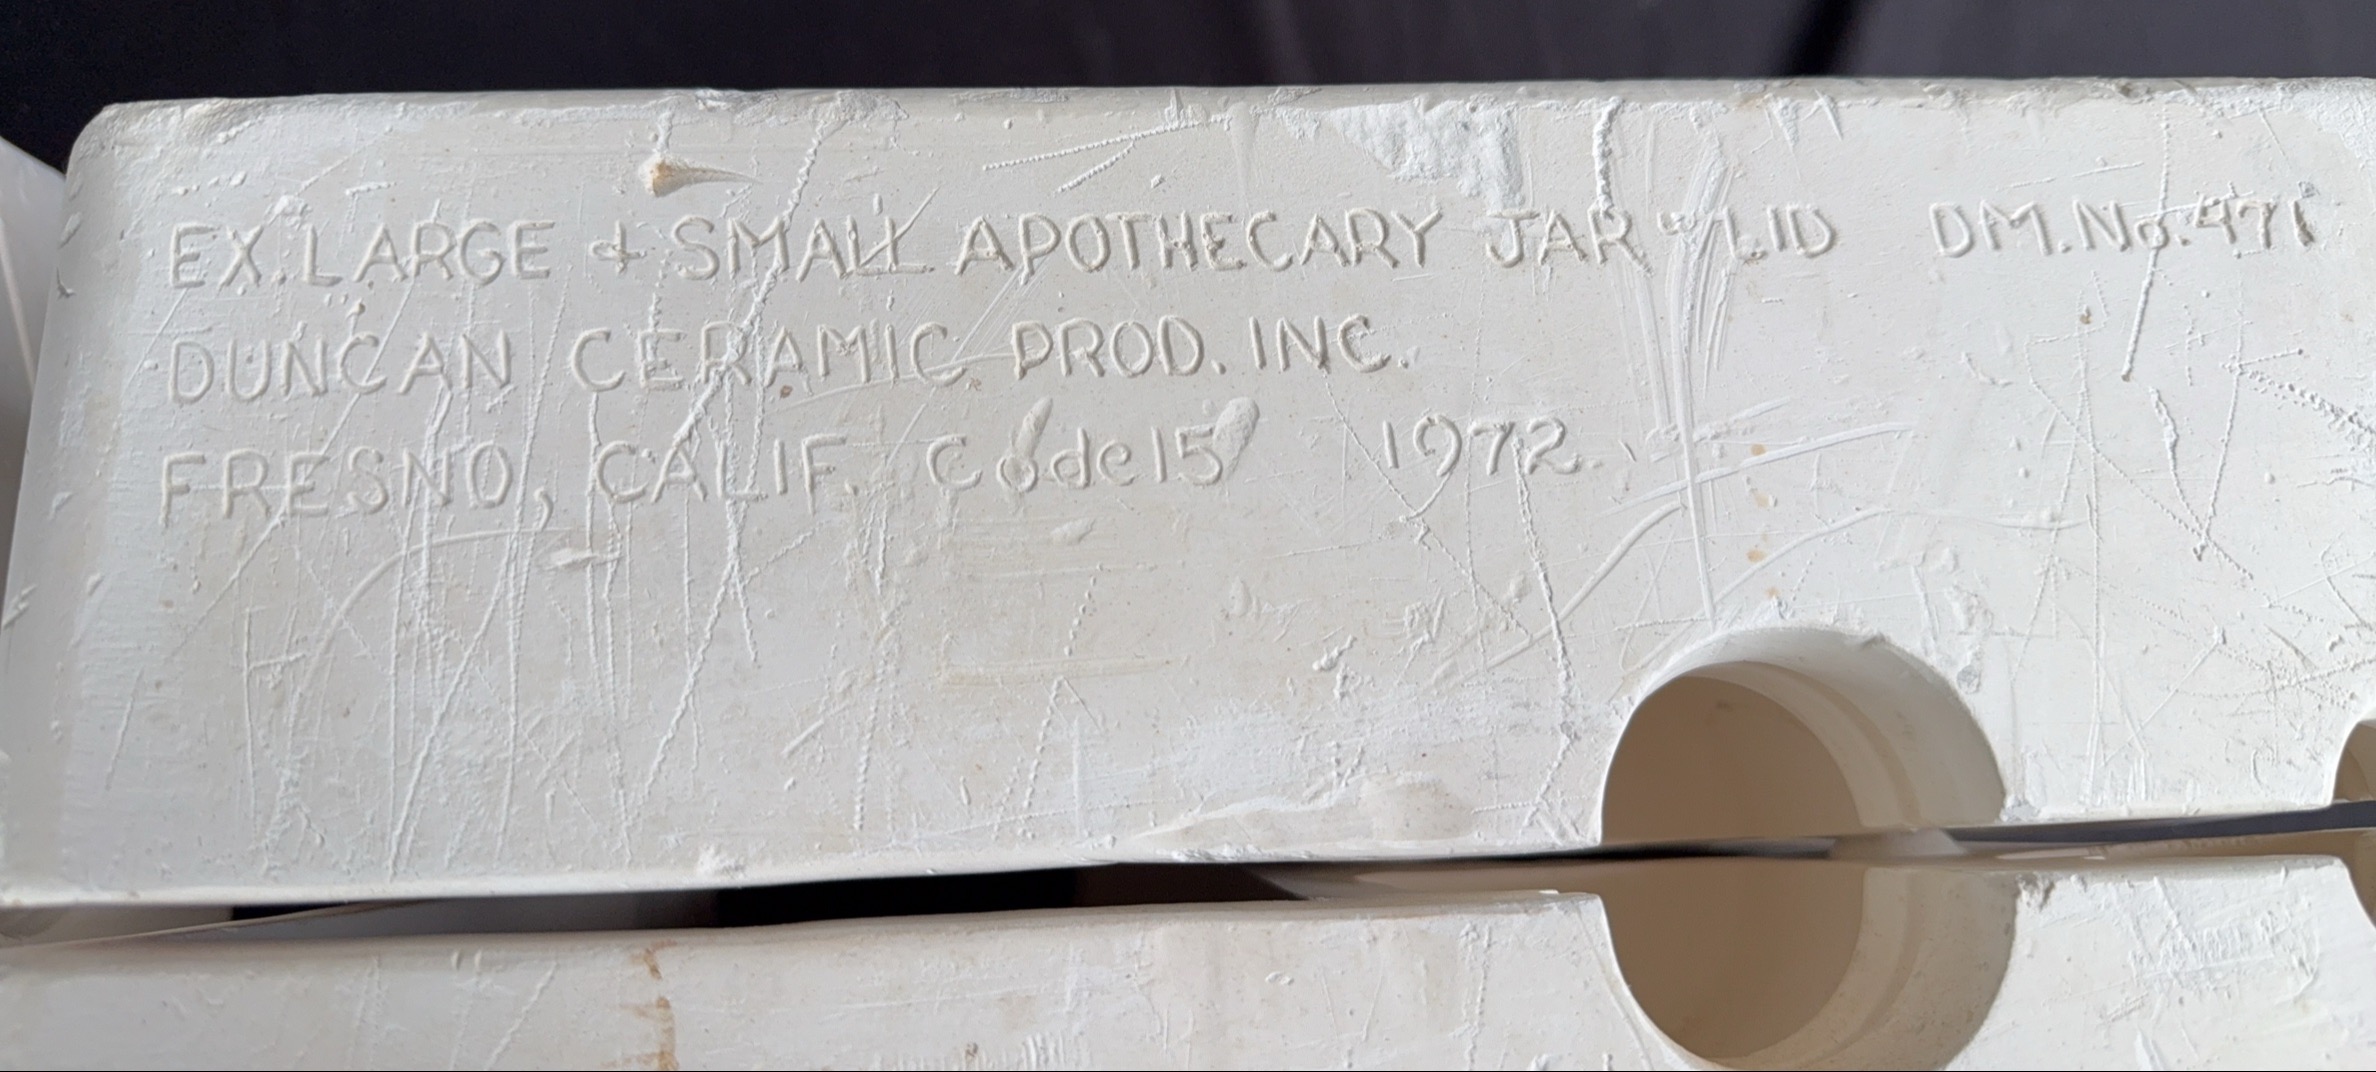 EX. LARGE + SMALL APOTHECARY JAR w LID DM. No. 471
DUNCAN CERAMIC PROD. INC.
FRESNO, CALIF. Code 15 1972